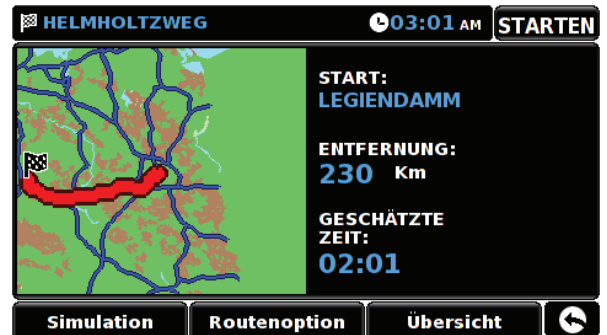 HELMHOLTZWEG
03:01 AM
STARTEN
START:
LEGIENDAMM
ENTFERNUNG:
230 Km
GESCHÄTZTE
ZEIT:
02:01
Simulation
Routenoption
Übersicht